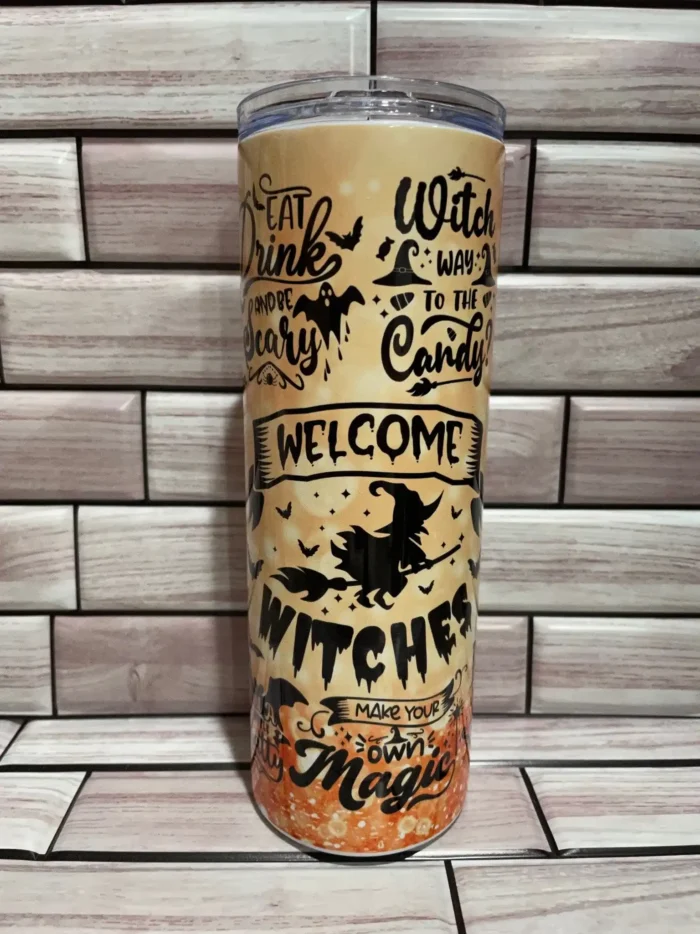 EAT
Drink
AND BE
Scary
Witch
WAY
TO THE
Candy?
WELCOME
WITCHES
MAKE YOUR
OWN
Magic